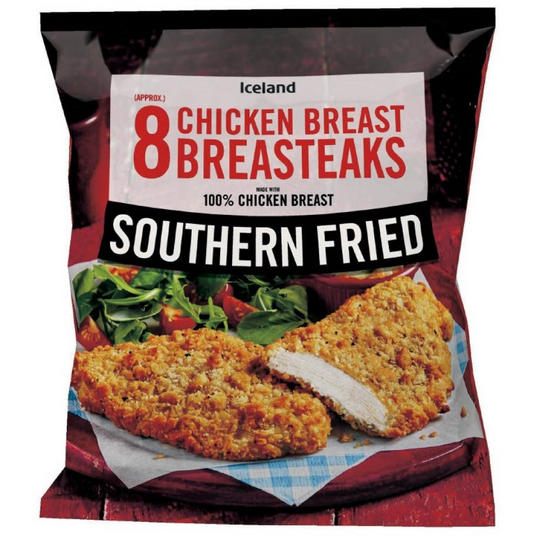 Iceland
(APPROX.)
8 CHICKEN BREAST
BREASTEAKS
MADE WITH
100% CHICKEN BREAST
SOUTHERN FRIED